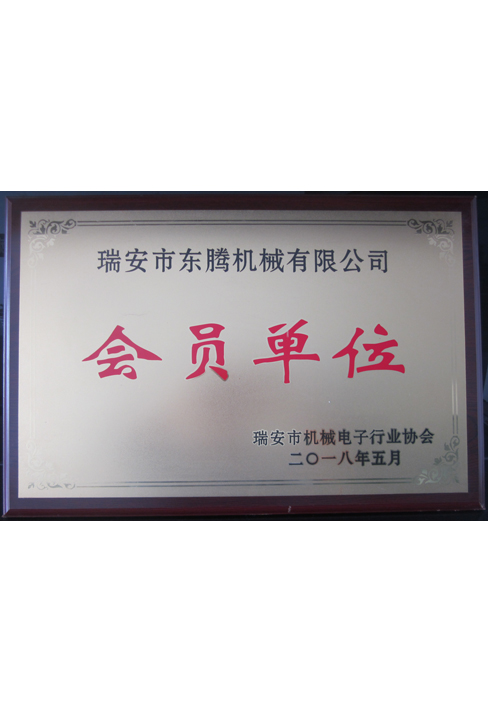 瑞安市东腾机械有限公司
会员单位
瑞安市机械电子行业协会
二〇一八年五月